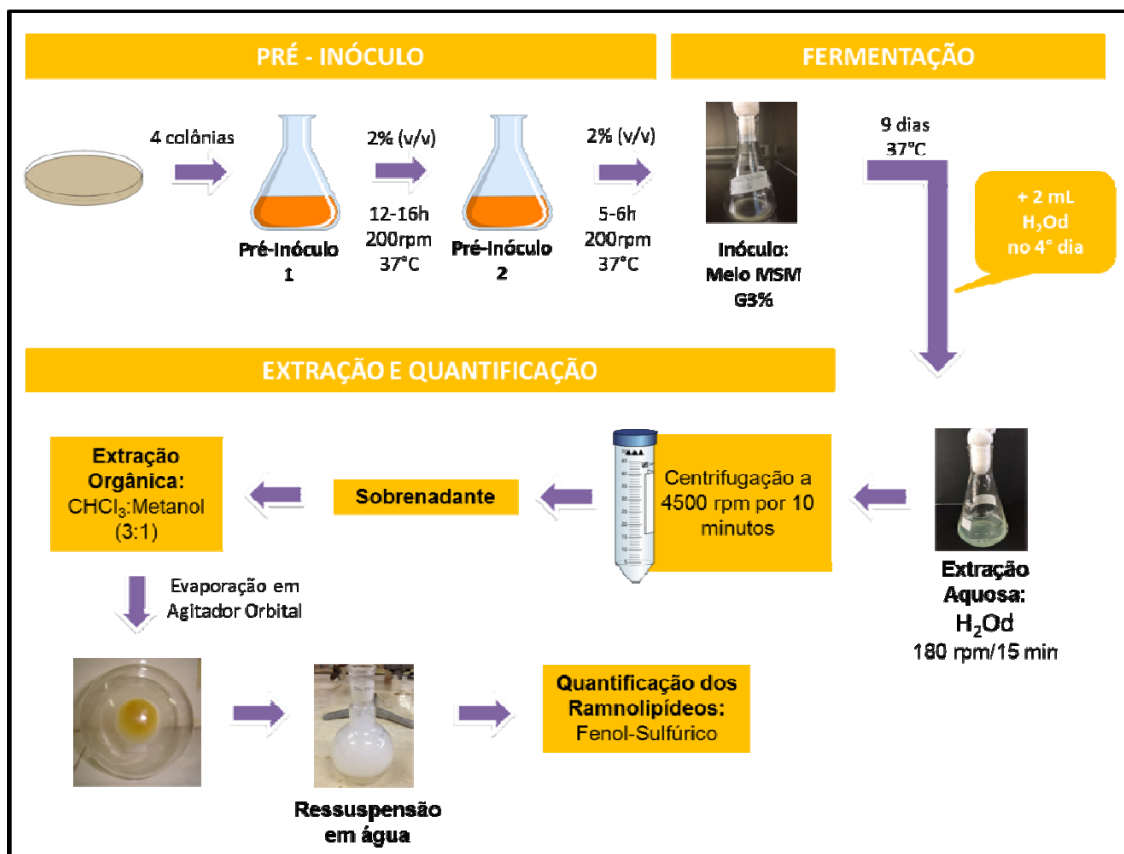 PRÉ - INÓCULO
FERMENTAÇÃO
4 colônias
2% (v/v)
12-16h
200rpm
37°C
2% (v/v)
5-6h
200rpm
37°C
9 dias
37°C
+ 2 mL
H₂Od
no 4° dia
Pré-Inóculo
1
Pré-Inóculo
2
Inóculo:
Meio MSM
G3%
EXTRAÇÃO E QUANTIFICAÇÃO
Extração
Aquosa:
H₂Od
180 rpm/15 min
Centrifugação a
4500 rpm por 10
minutos
Sobrenadante
Extração
Orgânica:
CHCl₃:Metanol
(3:1)
Evaporação em
Agitador Orbital
Ressuspensão
em água
Quantificação dos
Ramnolipídeos:
Fenol-Sulfúrico